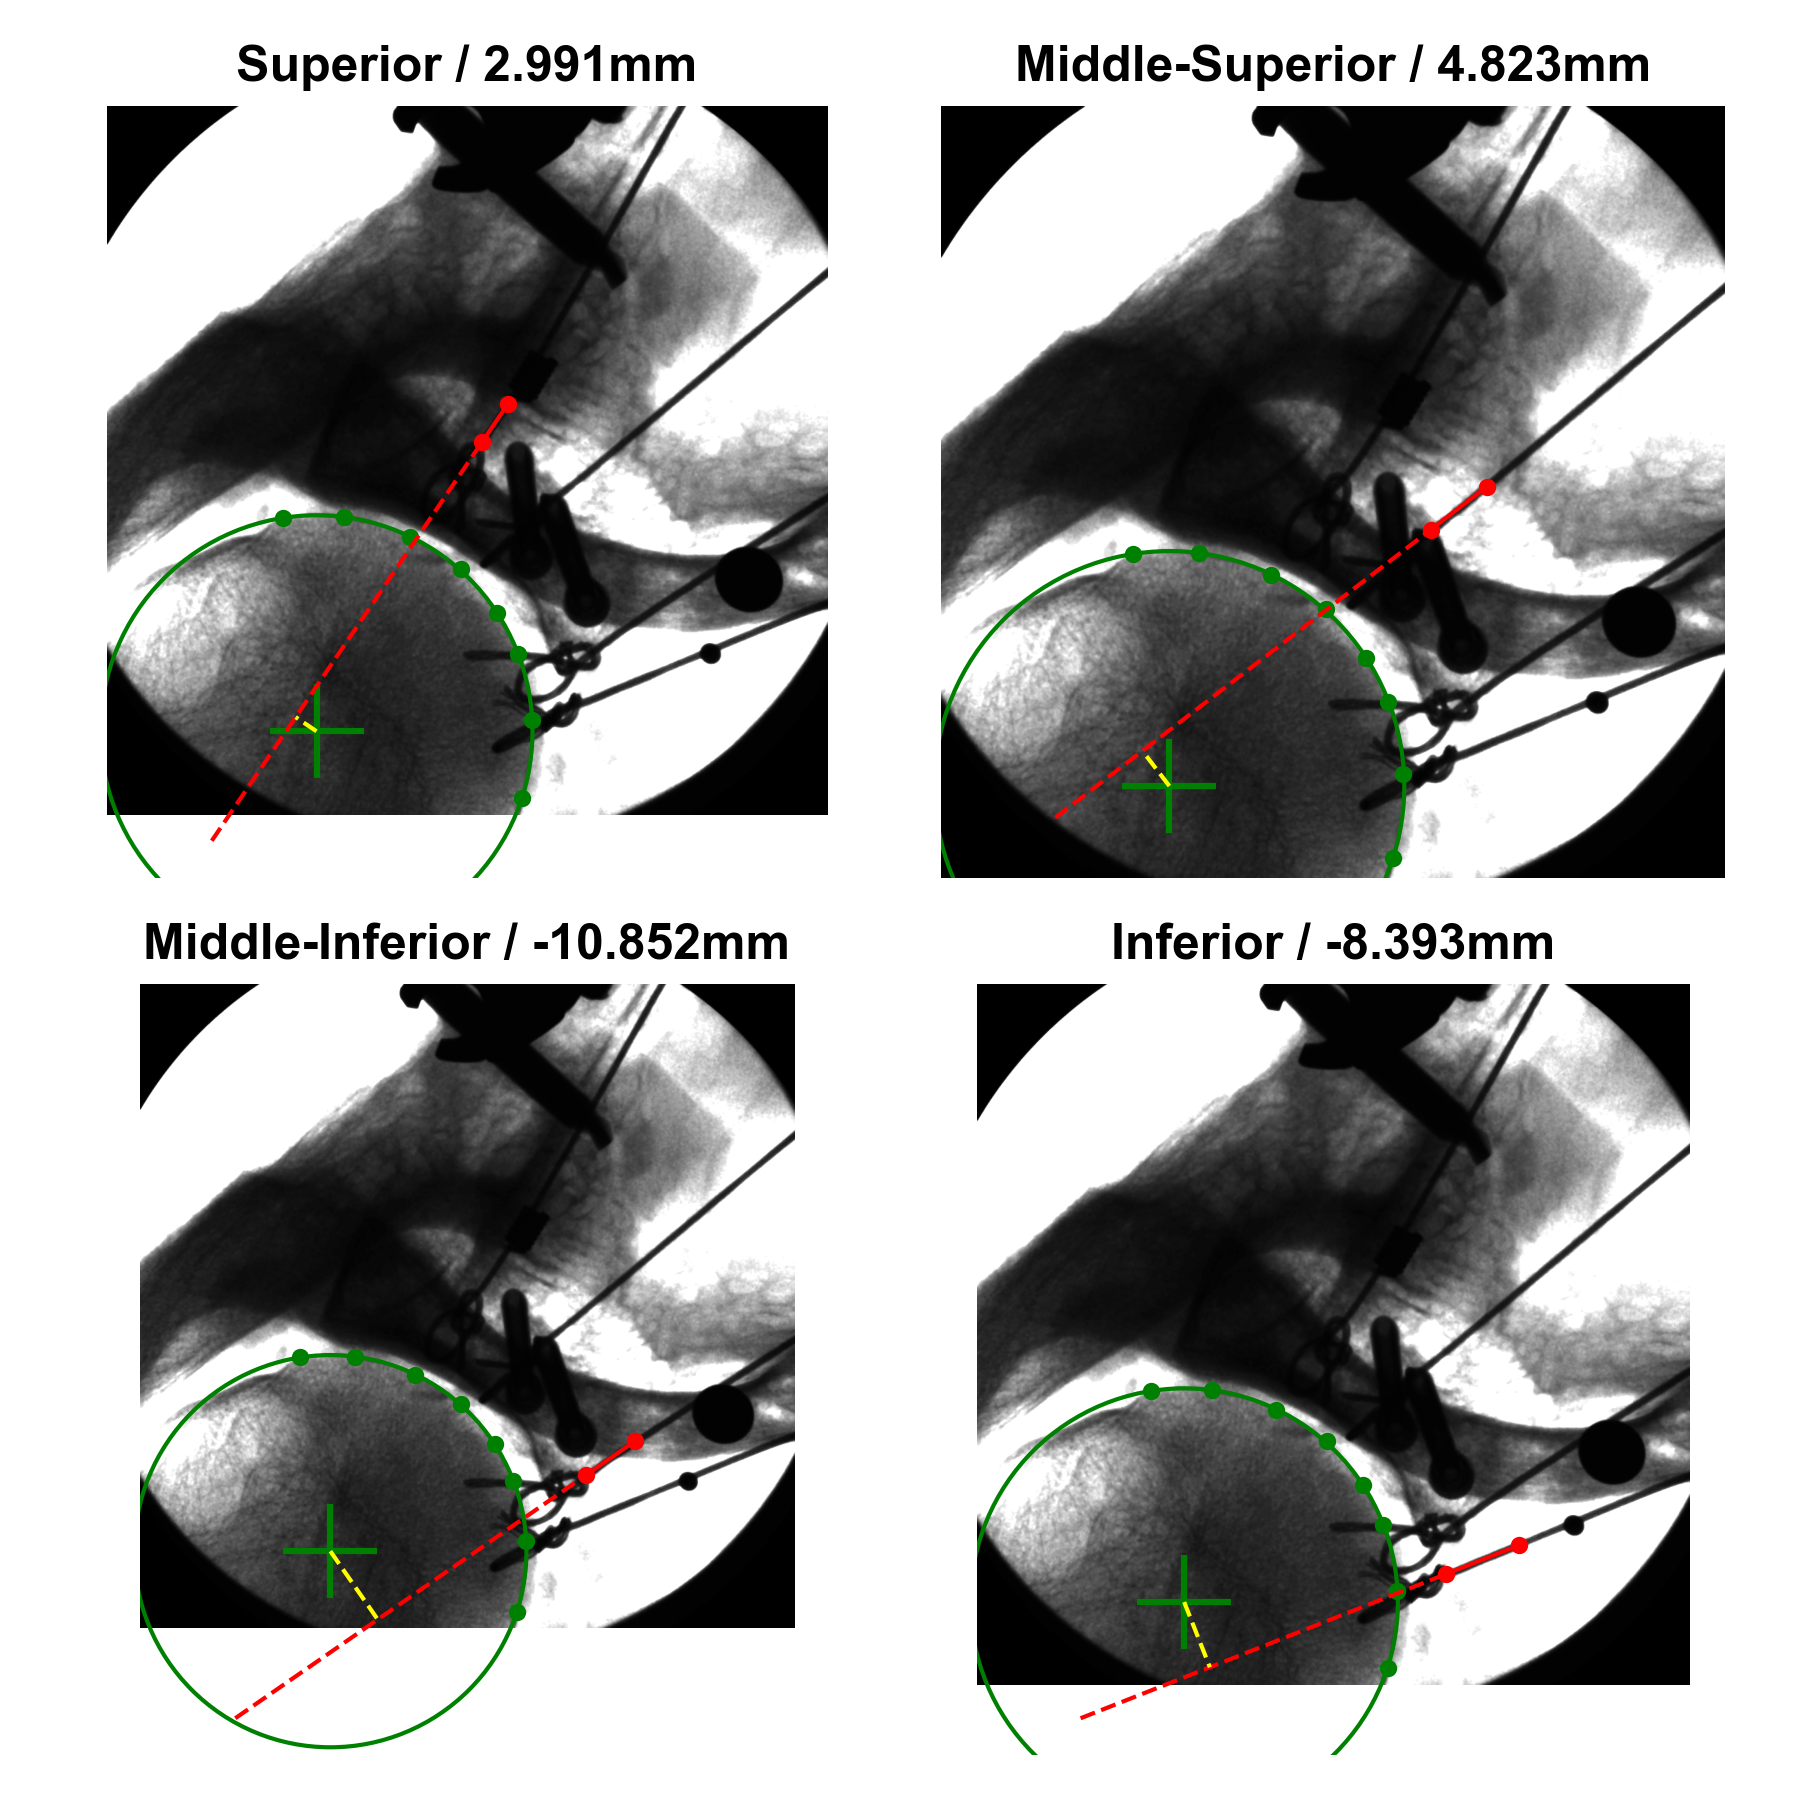 Superior / 2.991mm
Middle-Superior / 4.823mm
Middle-Inferior / -10.852mm
Inferior / -8.393mm